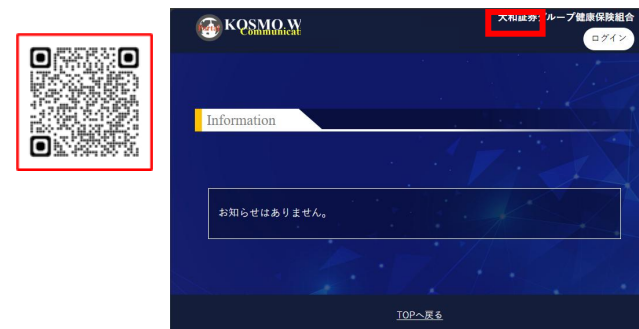 KOSMO.W
Communicat
大和証券グループ健康保険組合
ログイン
Information
お知らせはありません。
TOPへ戻る